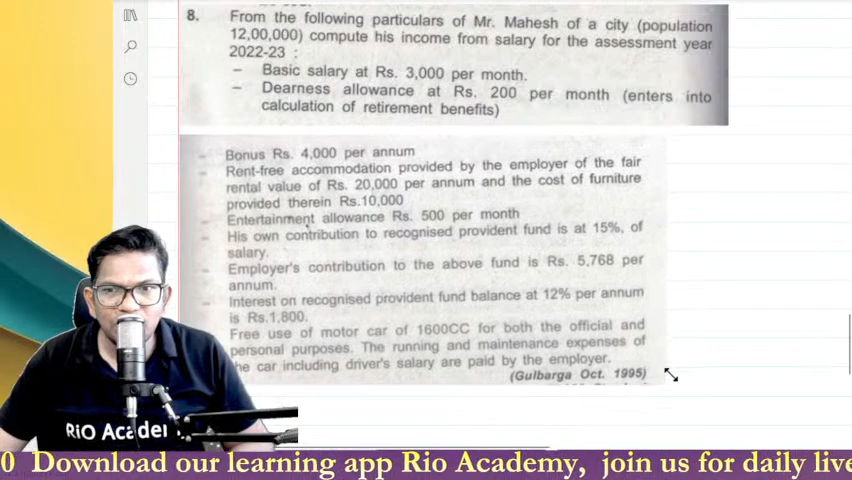 8. From the following particulars of Mr. Mahesh of a city (population
12,00,000) compute his income from salary for the assessment year
2022-23 :
– Basic salary at Rs. 3,000 per month.
– Dearness allowance at Rs. 200 per month (enters into
calculation of retirement benefits)
– Bonus Rs. 4,000 per annum
– Rent-free accommodation provided by the employer of the fair
rental value of Rs. 20,000 per annum and the cost of furniture
provided therein Rs.10,000
– Entertainment allowance Rs. 500 per month
– His own contribution to recognised provident fund is at 15%, of
salary.
– Employer's contribution to the above fund is Rs. 5,768 per
annum.
– Interest on recognised provident fund balance at 12% per annum
is Rs.1,800.
Free use of motor car of 1600CC for both the official and
personal purposes. The running and maintenance expenses of
he car including driver's salary are paid by the employer.
(Gulbarga Oct. 1995)
RiO Academ
0 Download our learning app Rio Academy, join us for daily live